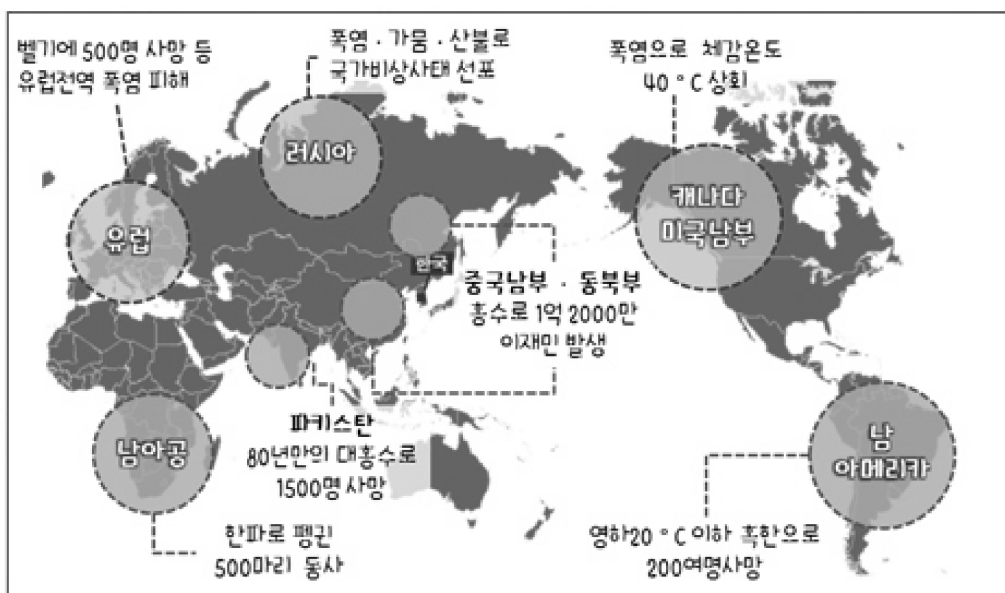 벨기에 500명 사망 등
유럽전역 폭염 피해
폭염 · 가뭄 · 산불로
국가비상사태 선포
폭염으로 체감온도
40°C 상회
러시아
캐나다
미국남부
유럽
한국
중국남부 · 동북부
홍수로 1억 2000만
이재민 발생
파키스탄
80년만의 대홍수로
1500명 사망
남아공
남
아메리카
한파로 펭귄
500마리 동사
영하20°C 이하 혹한으로
200여명사망